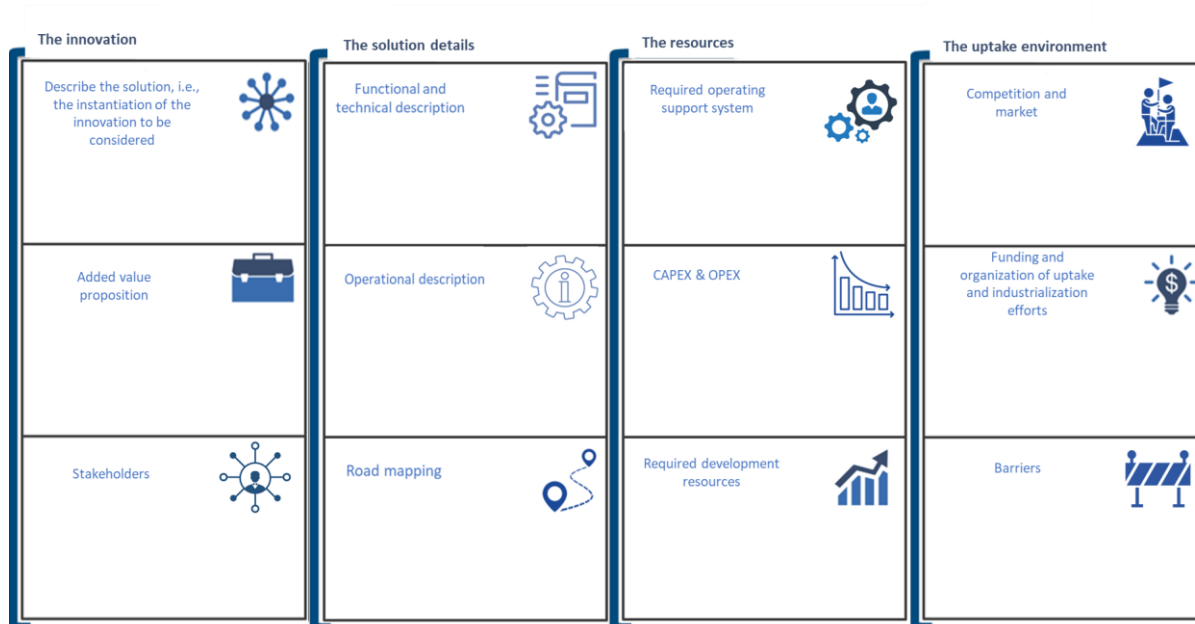 The innovation
Describe the solution, i.e.,
the instantiation of the
innovation to be
considered
Added value
proposition
Stakeholders
The solution details
Functional and
technical description
Operational description
i
Road mapping
The resources
Required operating
support system
CAPEX & OPEX
Required development
resources
The uptake environment
Competition and
market
Funding and
organization of uptake
and industrialization
efforts
$
Barriers